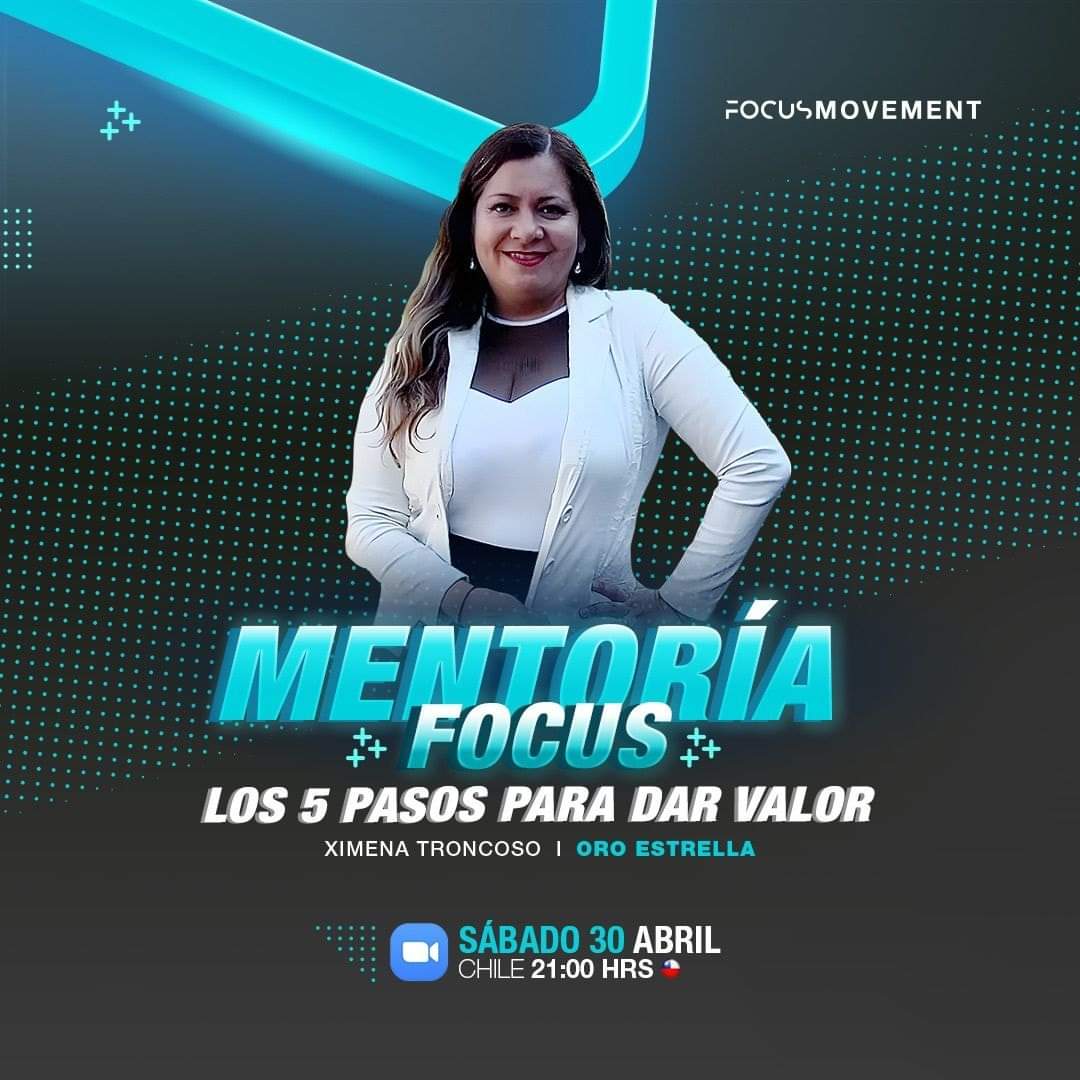 FOCUSMOVEMENT
MENTORÍA
FOCUS
LOS 5 PASOS PARA DAR VALOR
XIMENA TRONCOSO I ORO ESTRELLA
SÁBADO 30 ABRIL
CHILE 21:00 HRS